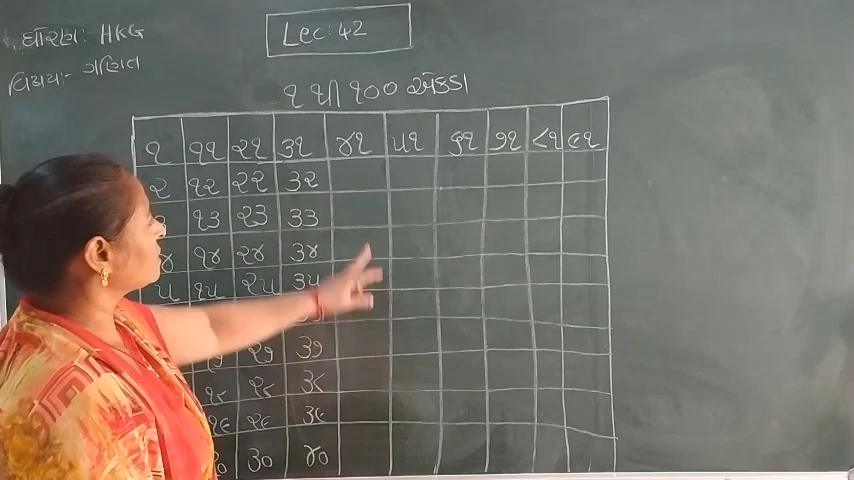 ધોરણ: HKG
Lec: 42
વિષય:- ગણિત
૧ થી ૧૦૦ એકડા
૧ ૧૧ ૨૧ ૩૧ ૪૧ ૫૧ ૬૧ ૭૧ ૮૧ ૯૧
૨ ૧૨ ૨૨ ૩૨
૧૩ ૨૩ ૩૩
૪ ૧૪ ૨૪ ૩૪
૫ ૧૫ ૨૫ ૩૫
૨૭ ૩૭
૧૮ ૨૮ ૩૮
૧૯ ૨૯ ૩૯
૩૦ ૪૦